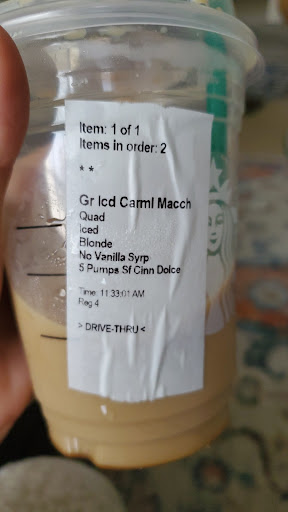 Item: 1 of 1
Items in order: 2
* *
Gr Icd Carml Macch
Quad
Iced
Blonde
No Vanilla Syrp
5 Pumps Sf Cinn Dolce
Time: 11:33:01 AM
Reg 4
> DRIVE-THRU <